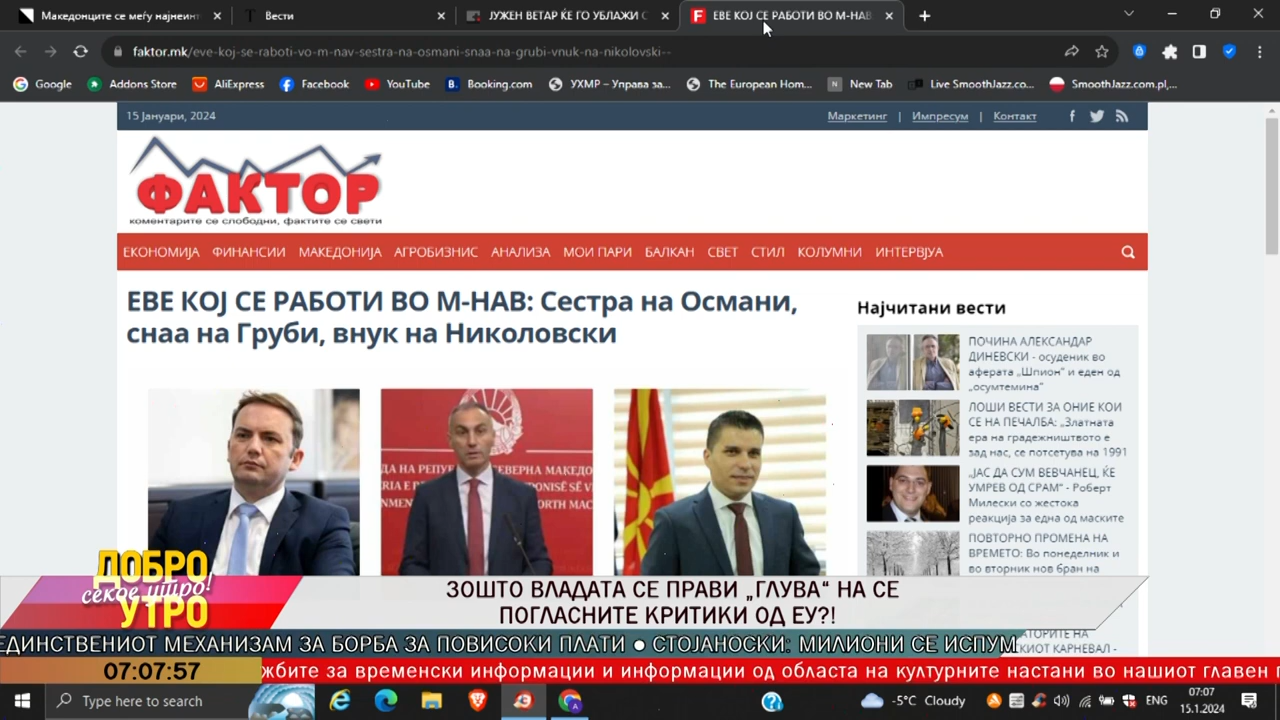 Македонците се меѓу најнеинт
Вести
ЈУЖЕН ВЕТАР ЌЕ ГО УБЛАЖИ С
ЕВЕ КОЈ СЕ РАБОТИ ВО М-НАВ
faktor.mk/eve-koj-se-raboti-vo-m-nav-sestra-na-osmani-snaa-na-grubi-vnuk-na-nikolovski--
Google
Addons Store
AliExpress
Facebook
YouTube
Booking.com
УХМР – Управа за...
The European Hom...
New Tab
Live SmoothJazz.co...
SmoothJazz.com.pl,...
15 Јануари, 2024
Маркетинг | Импресум | Контакт
ФАКТОР
коментарите се слободни, фактите се свети
ЕКОНОМИЈА ФИНАНСИИ МАКЕДОНИЈА АГРОБИЗНИС АНАЛИЗА МОИ ПАРИ БАЛКАН СВЕТ СТИЛ КОЛУМНИ ИНТЕРВЈУА
ЕВЕ КОЈ СЕ РАБОТИ ВО М-НАВ: Сестра на Османи,
снаа на Груби, внук на Николовски
Најчитани вести
ПОЧИНА АЛЕКСАНДАР
ДИНЕВСКИ - осуденик во
аферата „Шпион“ и еден од
„осумтемина“
ЛОШИ ВЕСТИ ЗА ОНИЕ КОИ
СЕ НА ПЕЧАЛБА: „Златната
ера на градежништвото е
зад нас, се потсетува на 1991
„ЈАС ДА СУМ ВЕВЧАНЕЦ, ЌЕ
УМРЕВ ОД СРАМ“ - Роберт
Милески со жестока
реакција за една од маските
ПОВТОРНО ПРОМЕНА НА
ВРЕМЕТО: Во понеделник и
во вторник нов бран на
ДОБРО
секое утро!
УТРО
ЗОШТО ВЛАДАТА СЕ ПРАВИ „ГЛУВА“ НА СЕ
ПОГЛАСНИТЕ КРИТИКИ ОД ЕУ?!
ЕДИНСТВЕНИОТ МЕХАНИЗАМ ЗА БОРБА ЗА ПОВИСОКИ ПЛАТИ ● СТОЈАНОСКИ: МИЛИОНИ СЕ ИСПУМ
07:07:57
жбите за временски информации и информации од областа на културните настани во нашиот главен г
Type here to search
-5°C Cloudy
ENG
07:07
15.1.2024